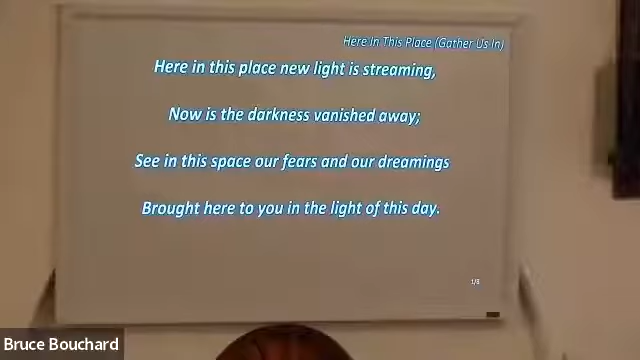 Here In This Place (Gather Us In)
Here in this place new light is streaming,
Now is the darkness vanished away;
See in this space our fears and our dreamings
Brought here to you in the light of this day.
1/8
Bruce Bouchard